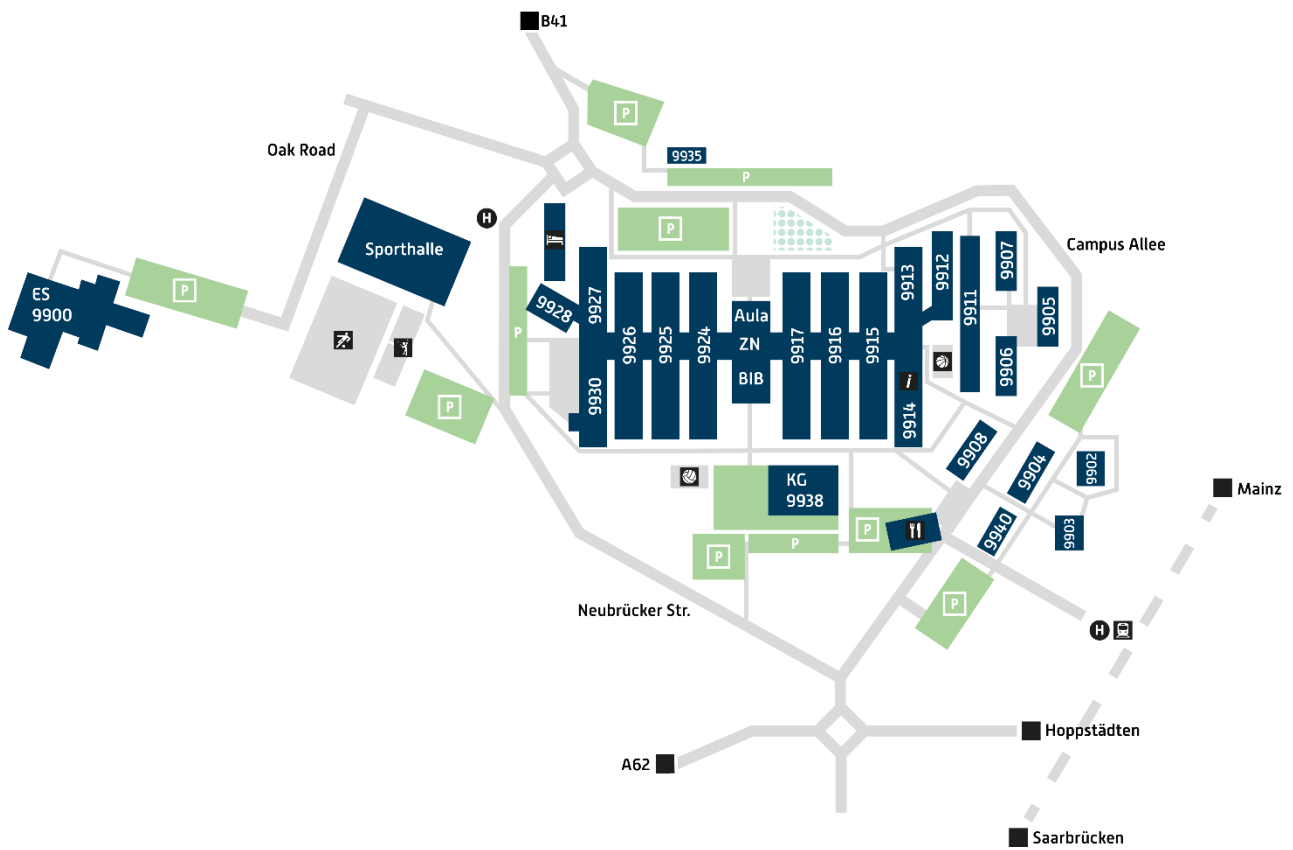 B41
P
9935
P
Oak Road
H
P
Sporthalle
Campus Allee
ES
9900
P
P
9928
9927
9926
9925
9924
Aula
ZN
BIB
9917
9916
9915
9913
9912
9911
9907
9905
9906
9930
i
9914
P
P
9908
9904
9902
KG
9938
Mainz
P
P
P
9940
9903
P
Neubrücker Str.
H
Hoppstädten
A62
Saarbrücken